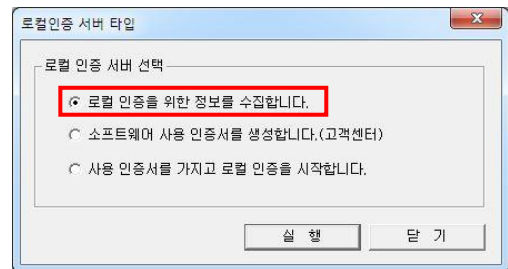 로컬인증 서버 타입
로컬 인증 서버 선택
로컬 인증을 위한 정보를 수집합니다.
소프트웨어 사용 인증서를 생성합니다.(고객센터)
사용 인증서를 가지고 로컬 인증을 시작합니다.
실 행 닫 기